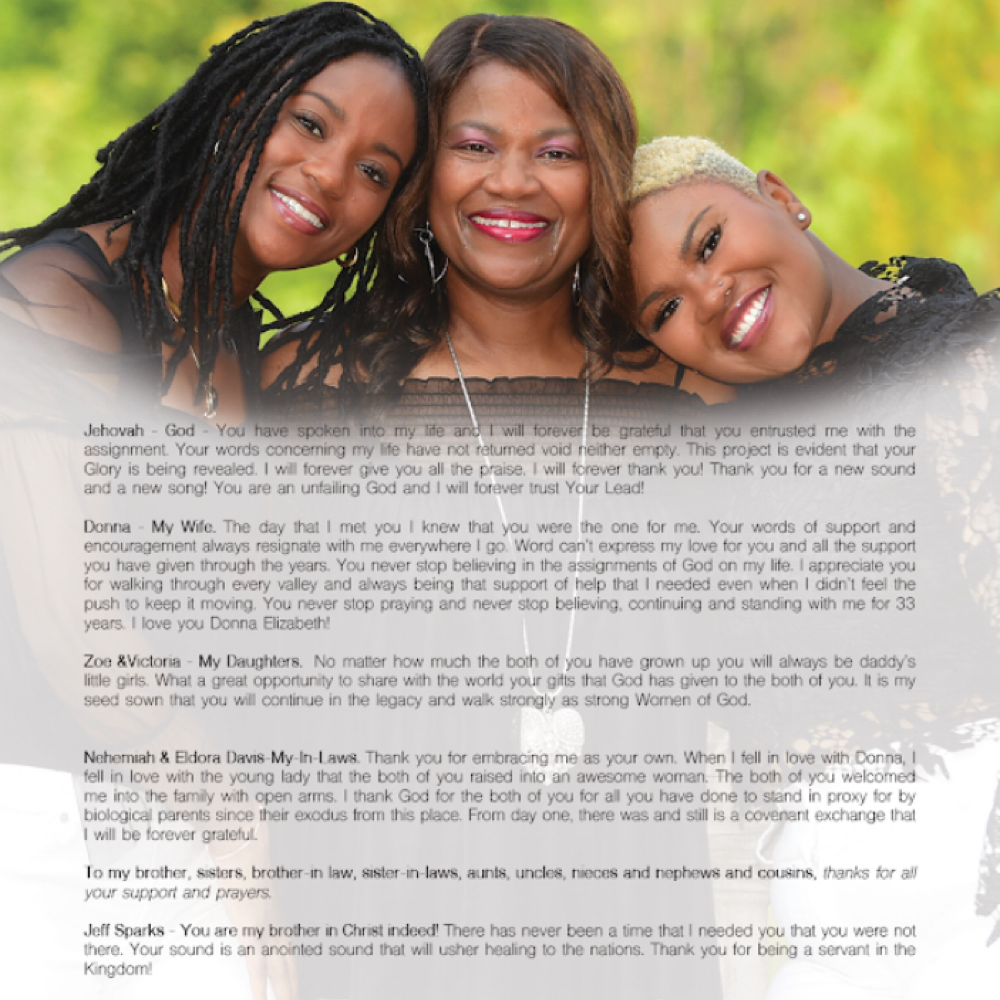 Jehovah - God - You have spoken into my life and I will forever be grateful that you entrusted me with the
assignment. Your words concerning my life have not returned void neither empty. This project is evident that your
Glory is being revealed. I will forever give you all the praise. I will forever thank you! Thank you for a new sound
and a new song! You are an unfailing God and I will forever trust Your Lead!
Donna - My Wife. The day that I met you I knew that you were the one for me. Your words of support and
encouragement always resignate with me everywhere I go. Word can't express my love for you and all the support
you have given through the years. You never stop believing in the assignments of God on my life. I appreciate you
for walking through every valley and always being that support of help that I needed even when I didn't feel the
push to keep it moving. You never stop praying and never stop believing, continuing and standing with me for 33
years. I love you Donna Elizabeth!
Zoe &Victoria - My Daughters. No matter how much the both of you have grown up you will always be daddy's
little girls. What a great opportunity to share with the world your gifts that God has given to the both of you. It is my
seed sown that you will continue in the legacy and walk strongly as strong Women of God.
Nehemiah & Eldora Davis-My-In-Laws. Thank you for embracing me as your own. When I fell in love with Donna, I
fell in love with the young lady that the both of you raised into an awesome woman. The both of you welcomed
me into the family with open arms. I thank God for the both of you for all you have done to stand in proxy for by
biological parents since their exodus from this place. From day one, there was and still is a covenant exchange that
I will be forever grateful.
To my brother, sisters, brother-in law, sister-in-laws, aunts, uncles, nieces and nephews and cousins, thanks for all
your support and prayers.
Jeff Sparks - You are my brother in Christ indeed! There has never been a time that I needed you that you were not
there. Your sound is an anointed sound that will usher healing to the nations. Thank you for being a servant in the
Kingdom!